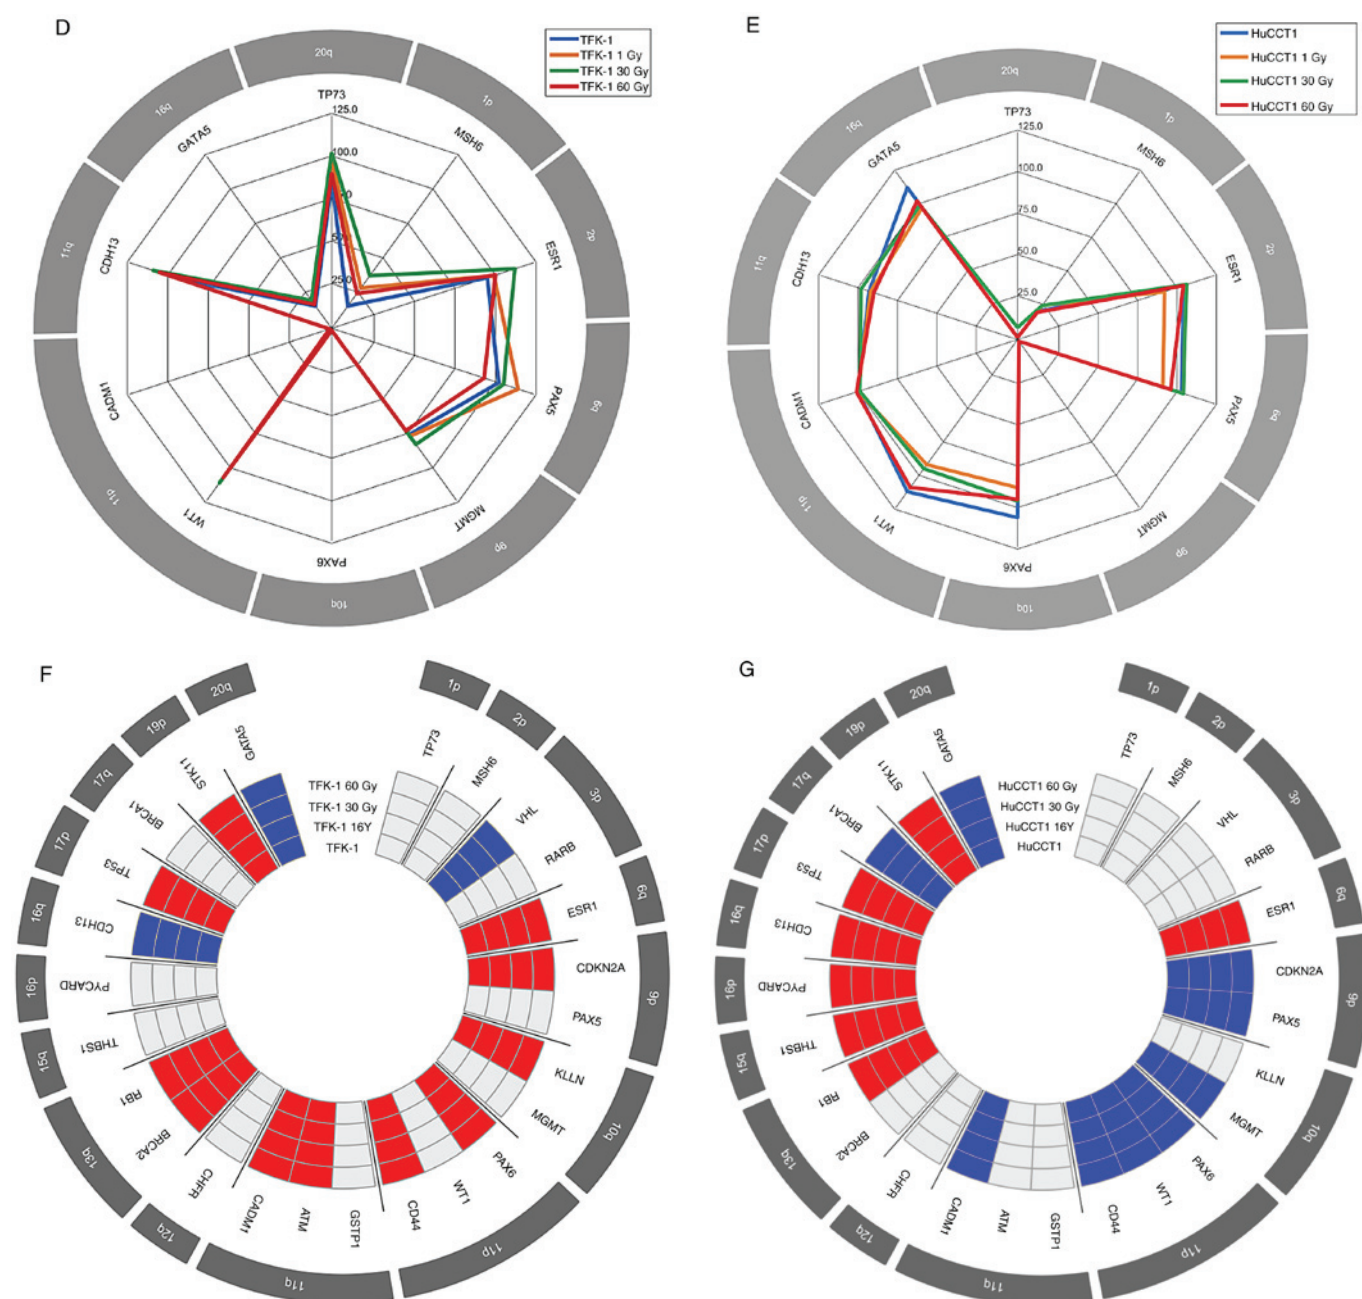 D
TFK-1
TFK-1 1 Gy
TFK-1 30 Gy
TFK-1 60 Gy
20q
1p
2p
6q
9p
10q
11p
11q
16q
TP73
MSH6
ESR1
PAX5
MGMT
PAX6
WT1
CADM1
CDH13
GATA5
125.0
100.0
25.0
E
HuCCT1
HuCCT1 1 Gy
HuCCT1 30 Gy
HuCCT1 60 Gy
20q
1p
2p
6q
9p
10q
11p
11q
16q
TP73
MSH6
ESR1
PAX5
MGMT
PAX6
WT1
CADM1
CDH13
GATA5
125.0
100.0
75.0
50.0
25.0
F
1p
2p
3p
6q
9p
10q
11p
11q
12q
13q
15q
16p
16q
17p
17q
19p
20q
TP73
MSH6
VHL
RARB
ESR1
CDKN2A
PAX5
KLLN
MGMT
PAX6
WT1
CD44
GSTP1
ATM
CADM1
CHFR
BRCA2
RB1
THBS1
PYCARD
CDH13
TP53
BRCA1
STK11
GATA5
TFK-1 60 Gy
TFK-1 30 Gy
TFK-1 16Y
TFK-1
G
1p
2p
3p
6q
9p
10q
11p
11q
12q
13q
15q
16p
16q
17p
17q
19p
20q
TP73
MSH6
VHL
RARB
ESR1
CDKN2A
PAX5
KLLN
MGMT
PAX6
WT1
CD44
GSTP1
ATM
CADM1
CHFR
BRCA2
RB1
THBS1
PYCARD
CDH13
TP53
BRCA1
STK11
GATA5
HuCCT1 60 Gy
HuCCT1 30 Gy
HuCCT1 16Y
HuCCT1